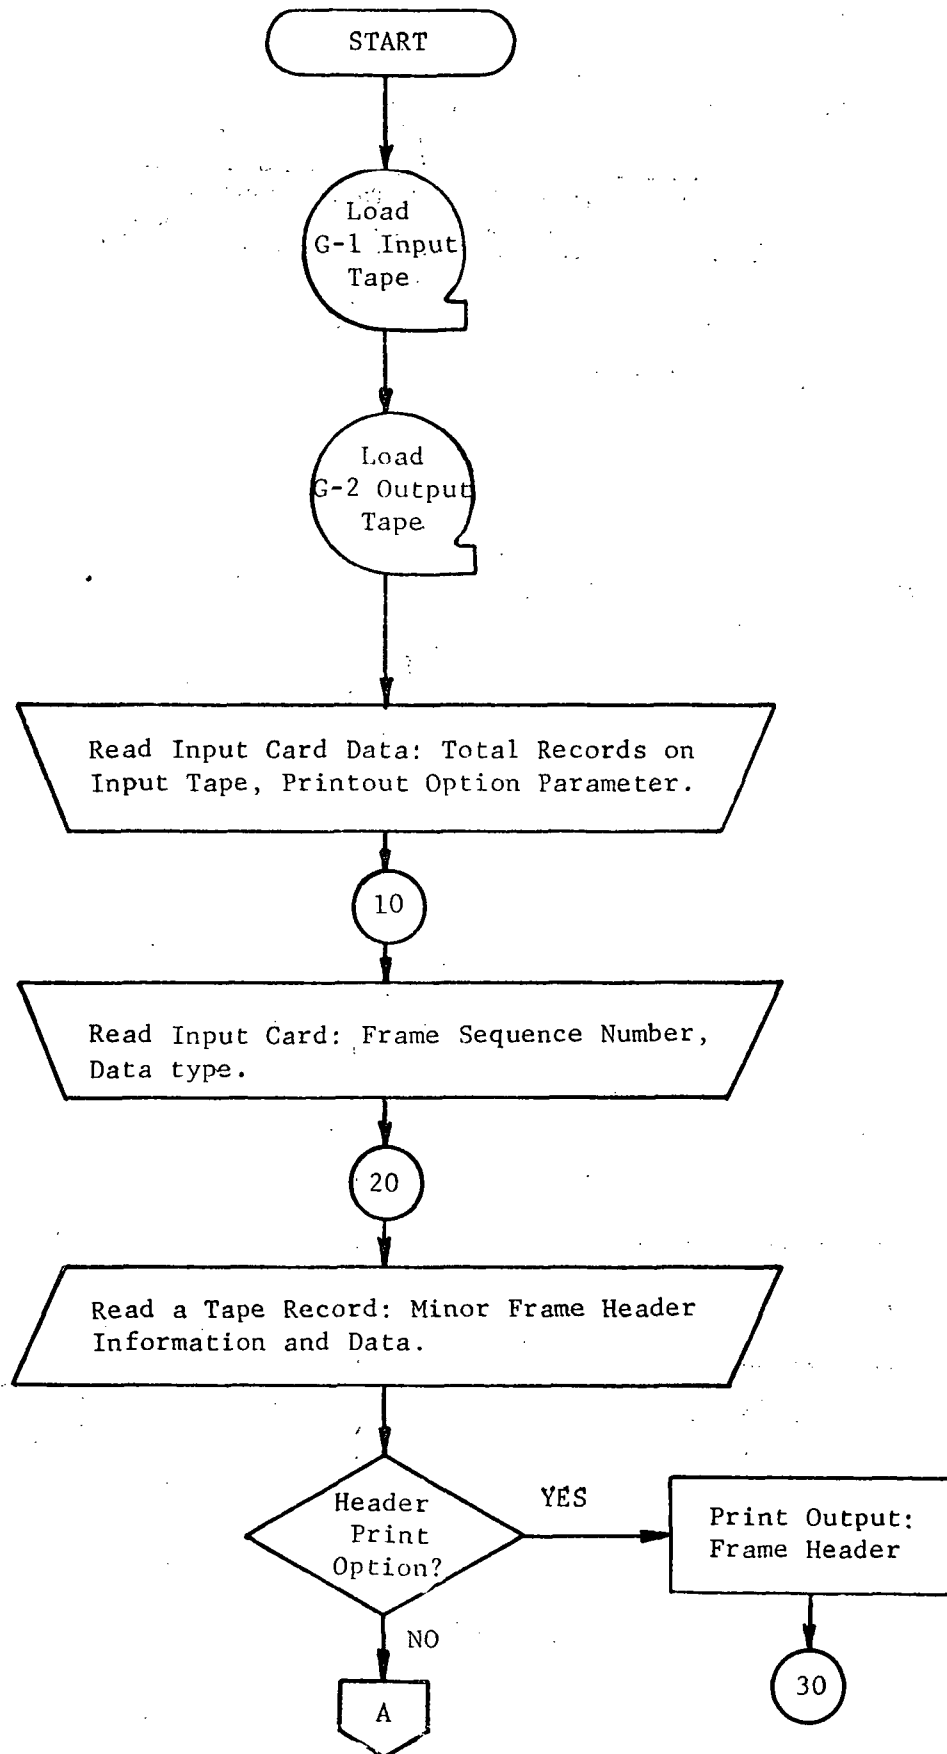 START
Load
G-1 Input
Tape
Load
G-2 Output
Tape
Read Input Card Data: Total Records on
Input Tape, Printout Option Parameter.
10
Read Input Card: Frame Sequence Number,
Data type.
20
Read a Tape Record: Minor Frame Header
Information and Data.
Header
Print
Option?
YES
Print Output:
Frame Header
NO
30
A